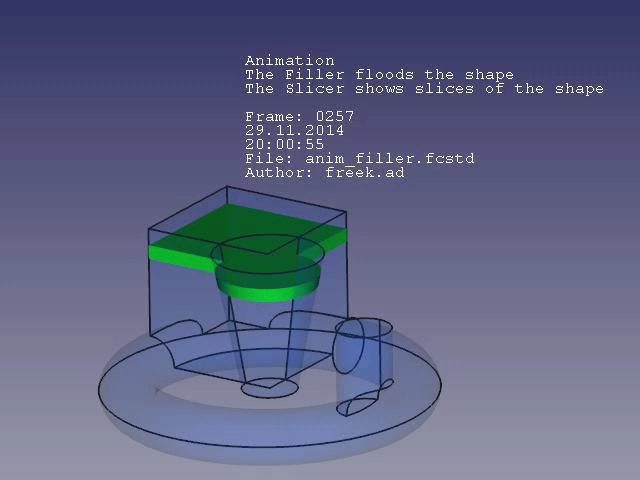 Animation
The Filler floods the shape
The Slicer shows slices of the shape
Frame: 0257
29.11.2014
20:00:55
File: anim_filler.fcstd
Author: freek.ad